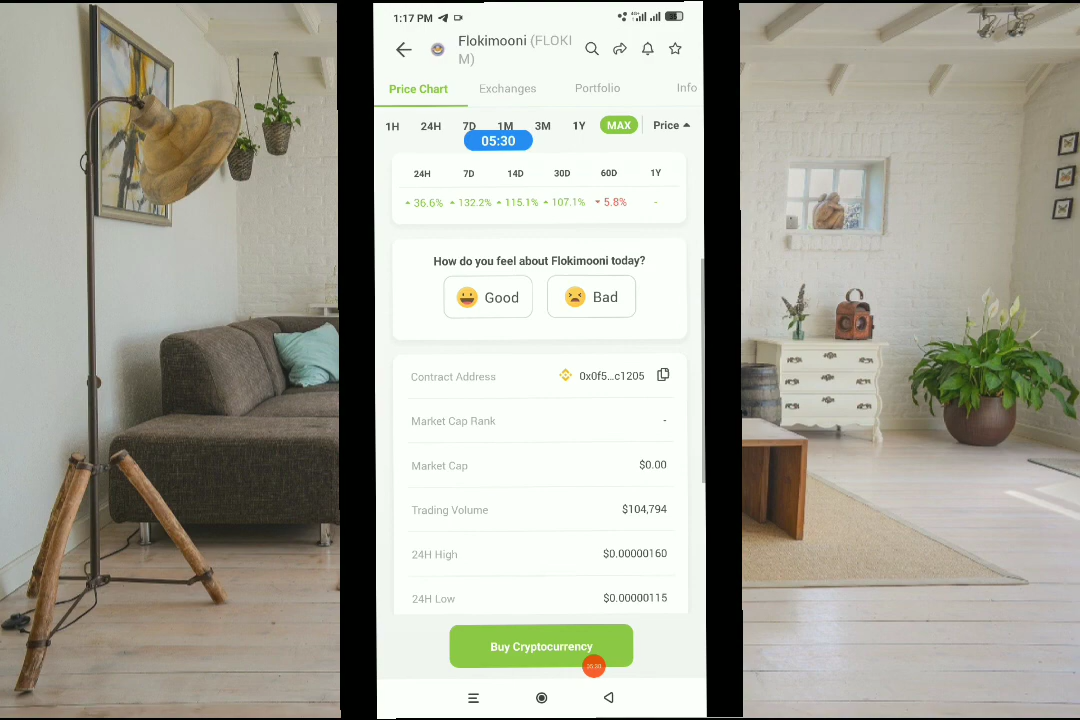 1:17 PM
Flokimooni (FLOKI
M)
Price Chart Exchanges Portfolio Info
1H 24H 7D 1M 3M 1Y MAX Price
05:30
24H 7D 14D 30D 60D 1Y
36.6% 132.2% 115.1% 107.1% 5.8% -
How do you feel about Flokimooni today?
Good Bad
Contract Address 0x0f5...c1205
Market Cap Rank -
Market Cap $0.00
Trading Volume $104,794
24H High $0.00000160
24H Low $0.00000115
Buy Cryptocurrency